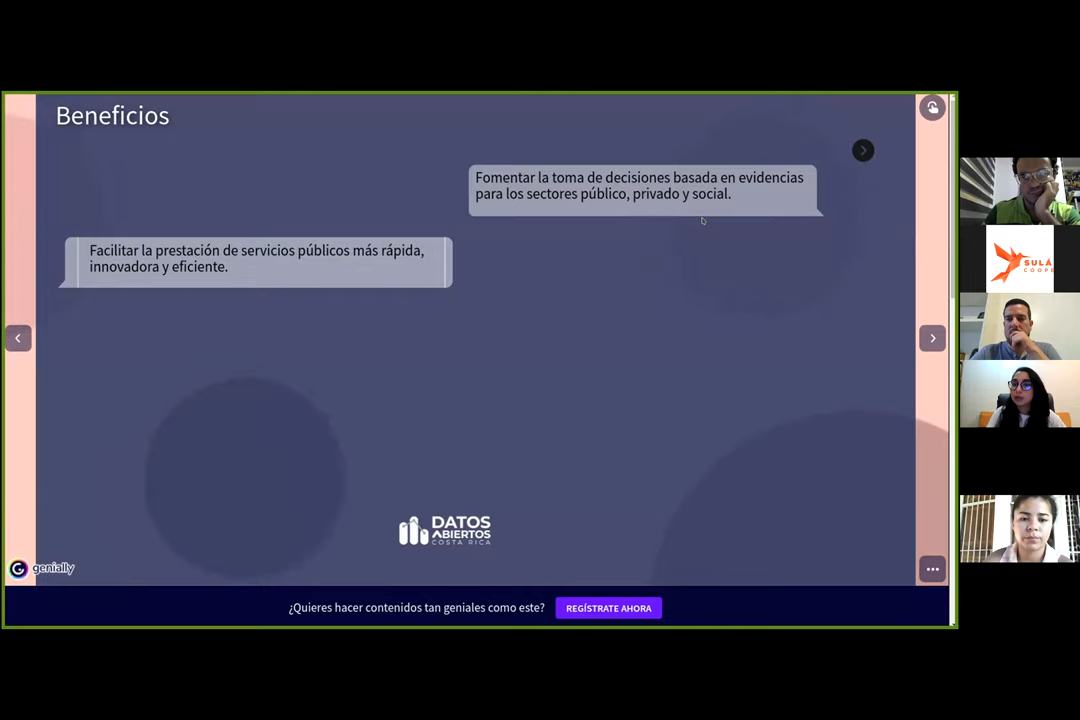 Beneficios
Fomentar la toma de decisiones basada en evidencias
para los sectores público, privado y social.
Facilitar la prestación de servicios públicos más rápida,
innovadora y eficiente.
DATOS
ABIERTOS
COSTA RICA
genially
¿Quieres hacer contenidos tan geniales como este?
REGÍSTRATE AHORA
SULÁ
COOPE